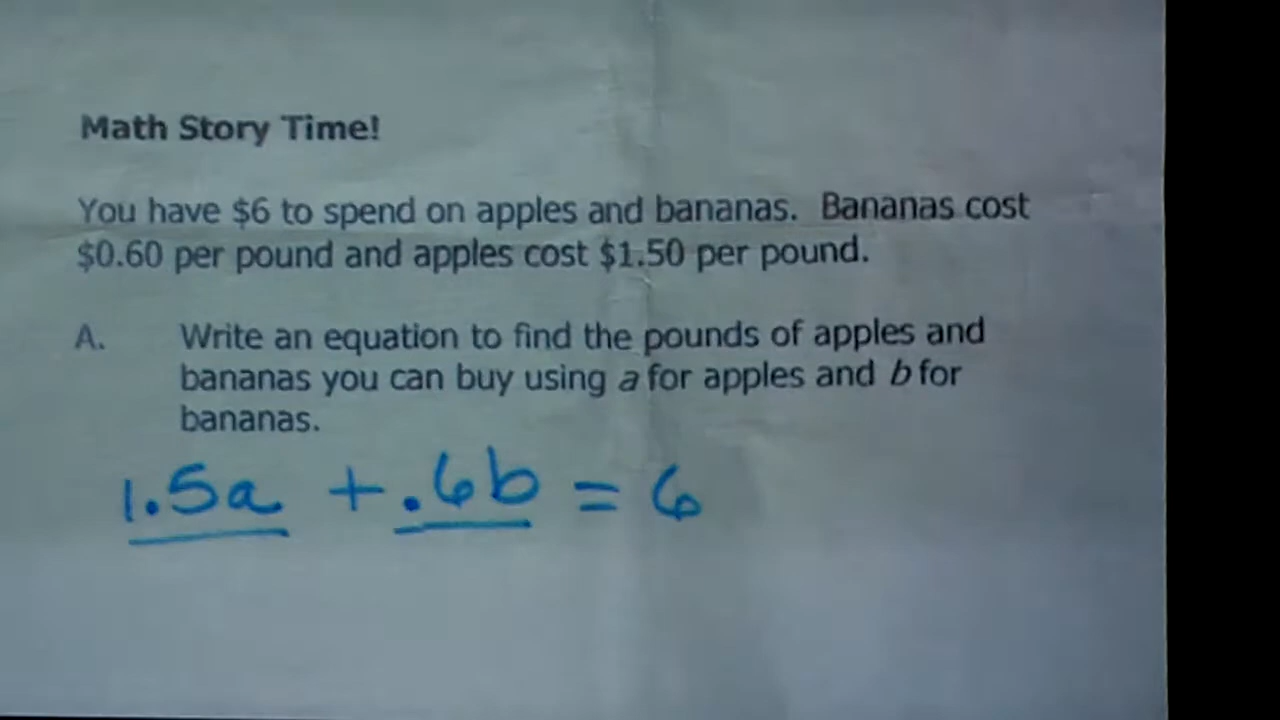 Math Story Time!
You have $6 to spend on apples and bananas. Bananas cost
$0.60 per pound and apples cost $1.50 per pound.
A. Write an equation to find the pounds of apples and
bananas you can buy using a for apples and b for
bananas.
1.5a + .6b = 6